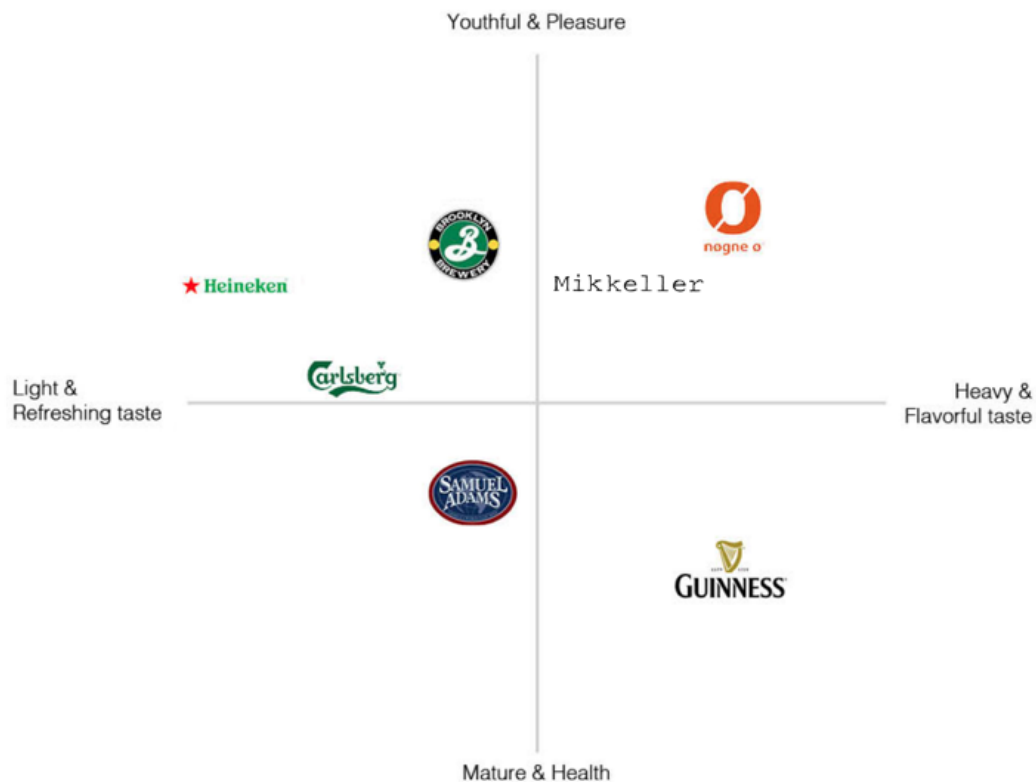 Youthful & Pleasure
BROOKLYN
B
BREWERY
Ø
nøgne ø
Heineken
Mikkeller
Carlsberg
Light &
Refreshing taste
Heavy &
Flavorful taste
SAMUEL
ADAMS
GUINNESS
Mature & Health